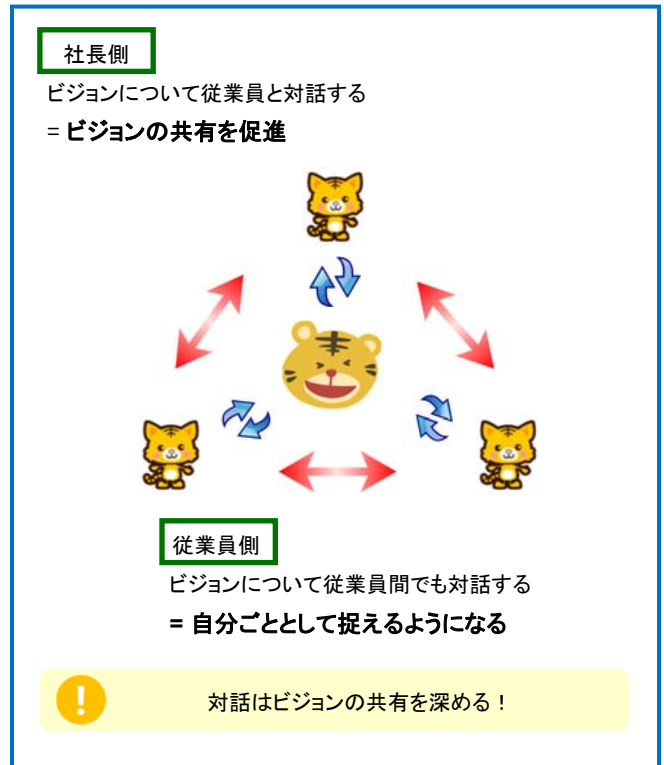 社長側
ビジョンについて従業員と対話する
= ビジョンの共有を促進
従業員側
ビジョンについて従業員間でも対話する
= 自分ごととして捉えるようになる
!
対話はビジョンの共有を深める！